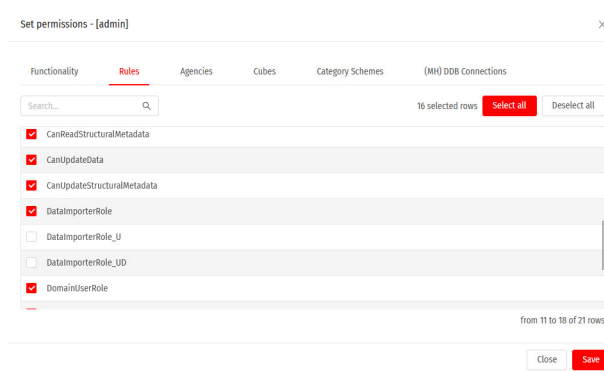 Set permissions - [admin]
Functionality Rules Agencies Cubes Category Schemes (MH) DDB Connections
Search... 16 selected rows Select all Deselect all
CanReadStructuralMetadata
CanUpdateData
CanUpdateStructuralMetadata
DataImporterRole
DataImporterRole_U
DataImporterRole_UD
DomainUserRole
from 11 to 18 of 21 rows
Close Save